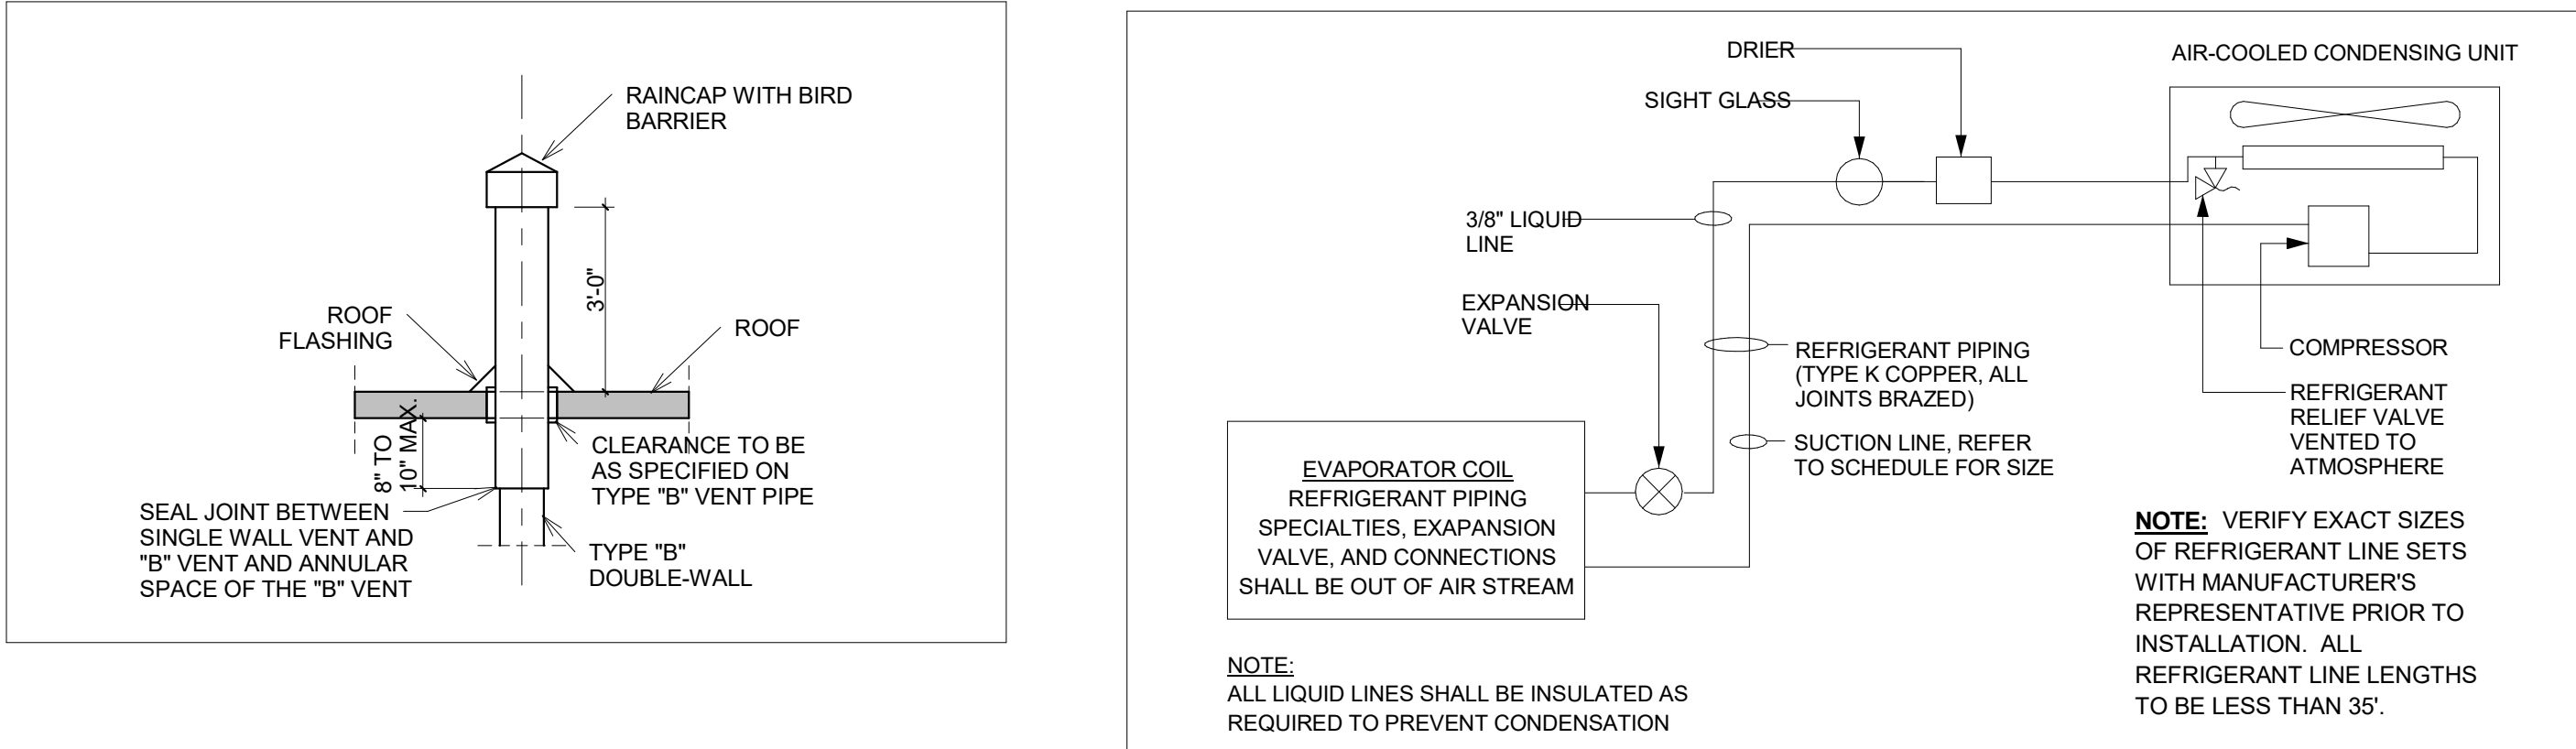 RAINCAP WITH BIRD
BARRIER
3'-0"
ROOF
FLASHING
ROOF
8" TO
10" MAX.
CLEARANCE TO BE
AS SPECIFIED ON
TYPE "B" VENT PIPE
SEAL JOINT BETWEEN
SINGLE WALL VENT AND
"B" VENT AND ANNULAR
SPACE OF THE "B" VENT
TYPE "B"
DOUBLE-WALL
DRIER
SIGHT GLASS
AIR-COOLED CONDENSING UNIT
3/8" LIQUID
LINE
EXPANSION
VALVE
REFRIGERANT PIPING
(TYPE K COPPER, ALL
JOINTS BRAZED)
SUCTION LINE, REFER
TO SCHEDULE FOR SIZE
COMPRESSOR
REFRIGERANT
RELIEF VALVE
VENTED TO
ATMOSPHERE
EVAPORATOR COIL
REFRIGERANT PIPING
SPECIALTIES, EXAPANSION
VALVE, AND CONNECTIONS
SHALL BE OUT OF AIR STREAM
NOTE:
ALL LIQUID LINES SHALL BE INSULATED AS
REQUIRED TO PREVENT CONDENSATION
NOTE: VERIFY EXACT SIZES
OF REFRIGERANT LINE SETS
WITH MANUFACTURER'S
REPRESENTATIVE PRIOR TO
INSTALLATION. ALL
REFRIGERANT LINE LENGTHS
TO BE LESS THAN 35'.